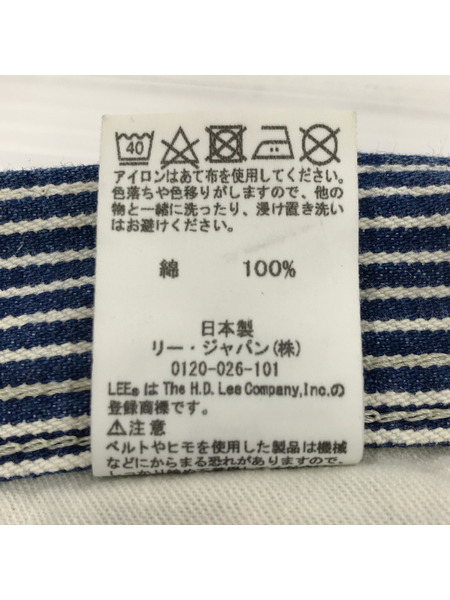 40
アイロンはあて布を使用してください。
色落ちや色移りがしますので、他の
物と一緒に洗ったり、浸け置き洗い
はお避けください。
綿 100%
日本製
リー・ジャパン(株)
0120-026-101
LEE®は The H.D. Lee Company, Inc.の
登録商標です。
⚠注意
ベルトやヒモを使用した製品は機械
などにからまる恐れがありますので、